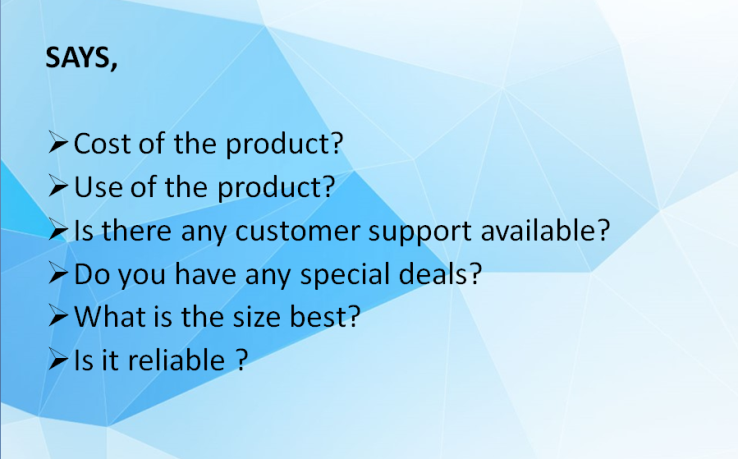 SAYS,
➢Cost of the product?
➢Use of the product?
➢Is there any customer support available?
➢Do you have any special deals?
➢What is the size best?
➢Is it reliable ?